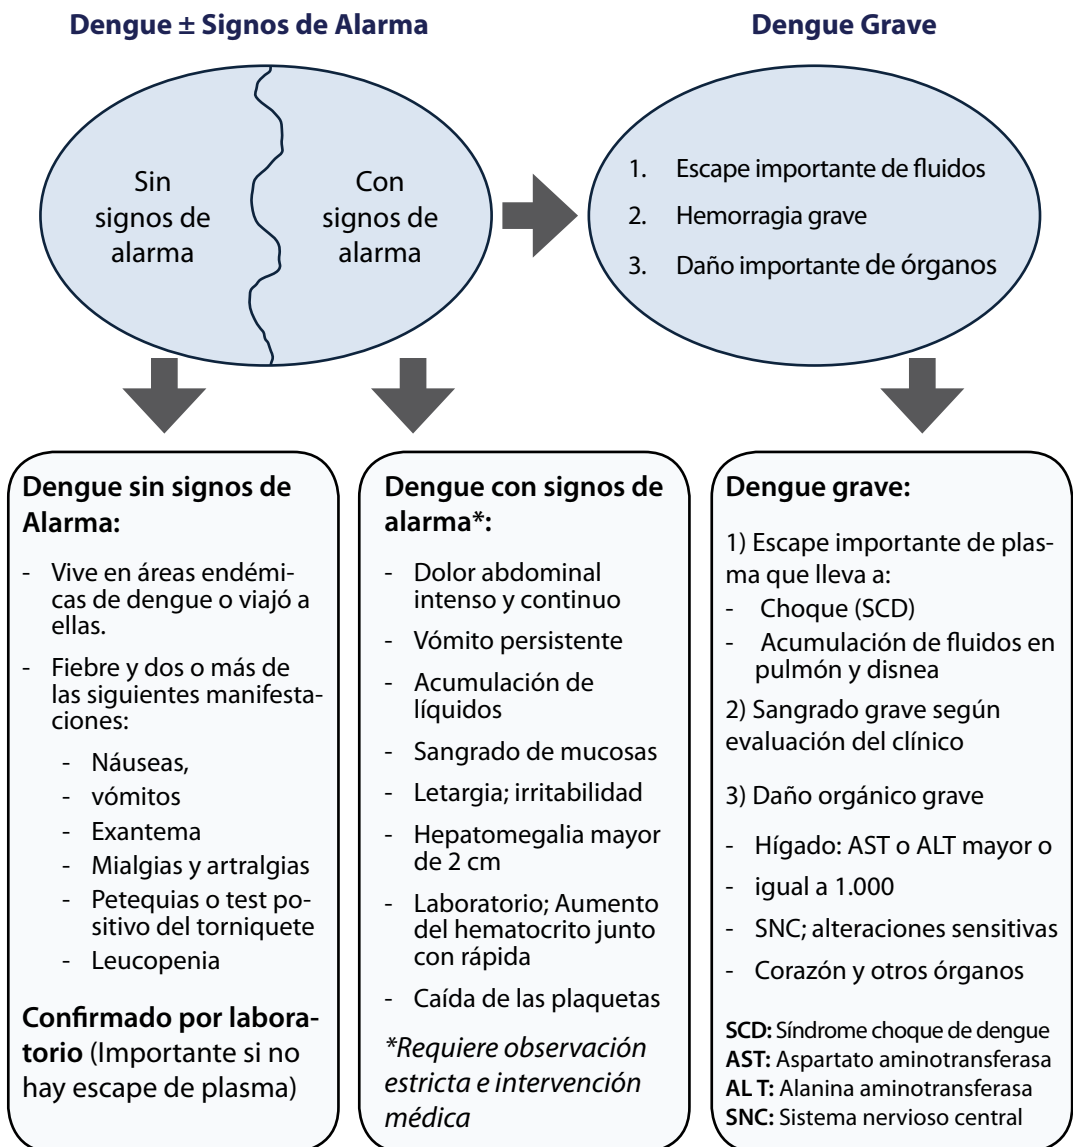 Dengue ± Signos de Alarma
Dengue Grave
Sin
signos de
alarma
Con
signos de
alarma
1. Escape importante de fluidos
2. Hemorragia grave
3. Daño importante de órganos
Dengue sin signos de
Alarma:
- Vive en áreas endémi-
cas de dengue o viajó a
ellas.
- Fiebre y dos o más de
las siguientes manifesta-
ciones:
- Náuseas,
- vómitos
- Exantema
- Mialgias y artralgias
- Petequias o test po-
sitivo del torniquete
- Leucopenia
Confirmado por labora-
torio (Importante si no
hay escape de plasma)
Dengue con signos de
alarma*:
- Dolor abdominal
intenso y continuo
- Vómito persistente
- Acumulación de
líquidos
- Sangrado de mucosas
- Letargia; irritabilidad
- Hepatomegalia mayor
de 2 cm
- Laboratorio; Aumento
del hematocrito junto
con rápida
- Caída de las plaquetas
*Requiere observación
estricta e intervención
médica
Dengue grave:
1) Escape importante de plas-
ma que lleva a:
- Choque (SCD)
- Acumulación de fluidos en
pulmón y disnea
2) Sangrado grave según
evaluación del clínico
3) Daño orgánico grave
- Hígado: AST o ALT mayor o
- igual a 1.000
- SNC; alteraciones sensitivas
- Corazón y otros órganos
SCD: Síndrome choque de dengue
AST: Aspartato aminotransferasa
AL T: Alanina aminotransferasa
SNC: Sistema nervioso central